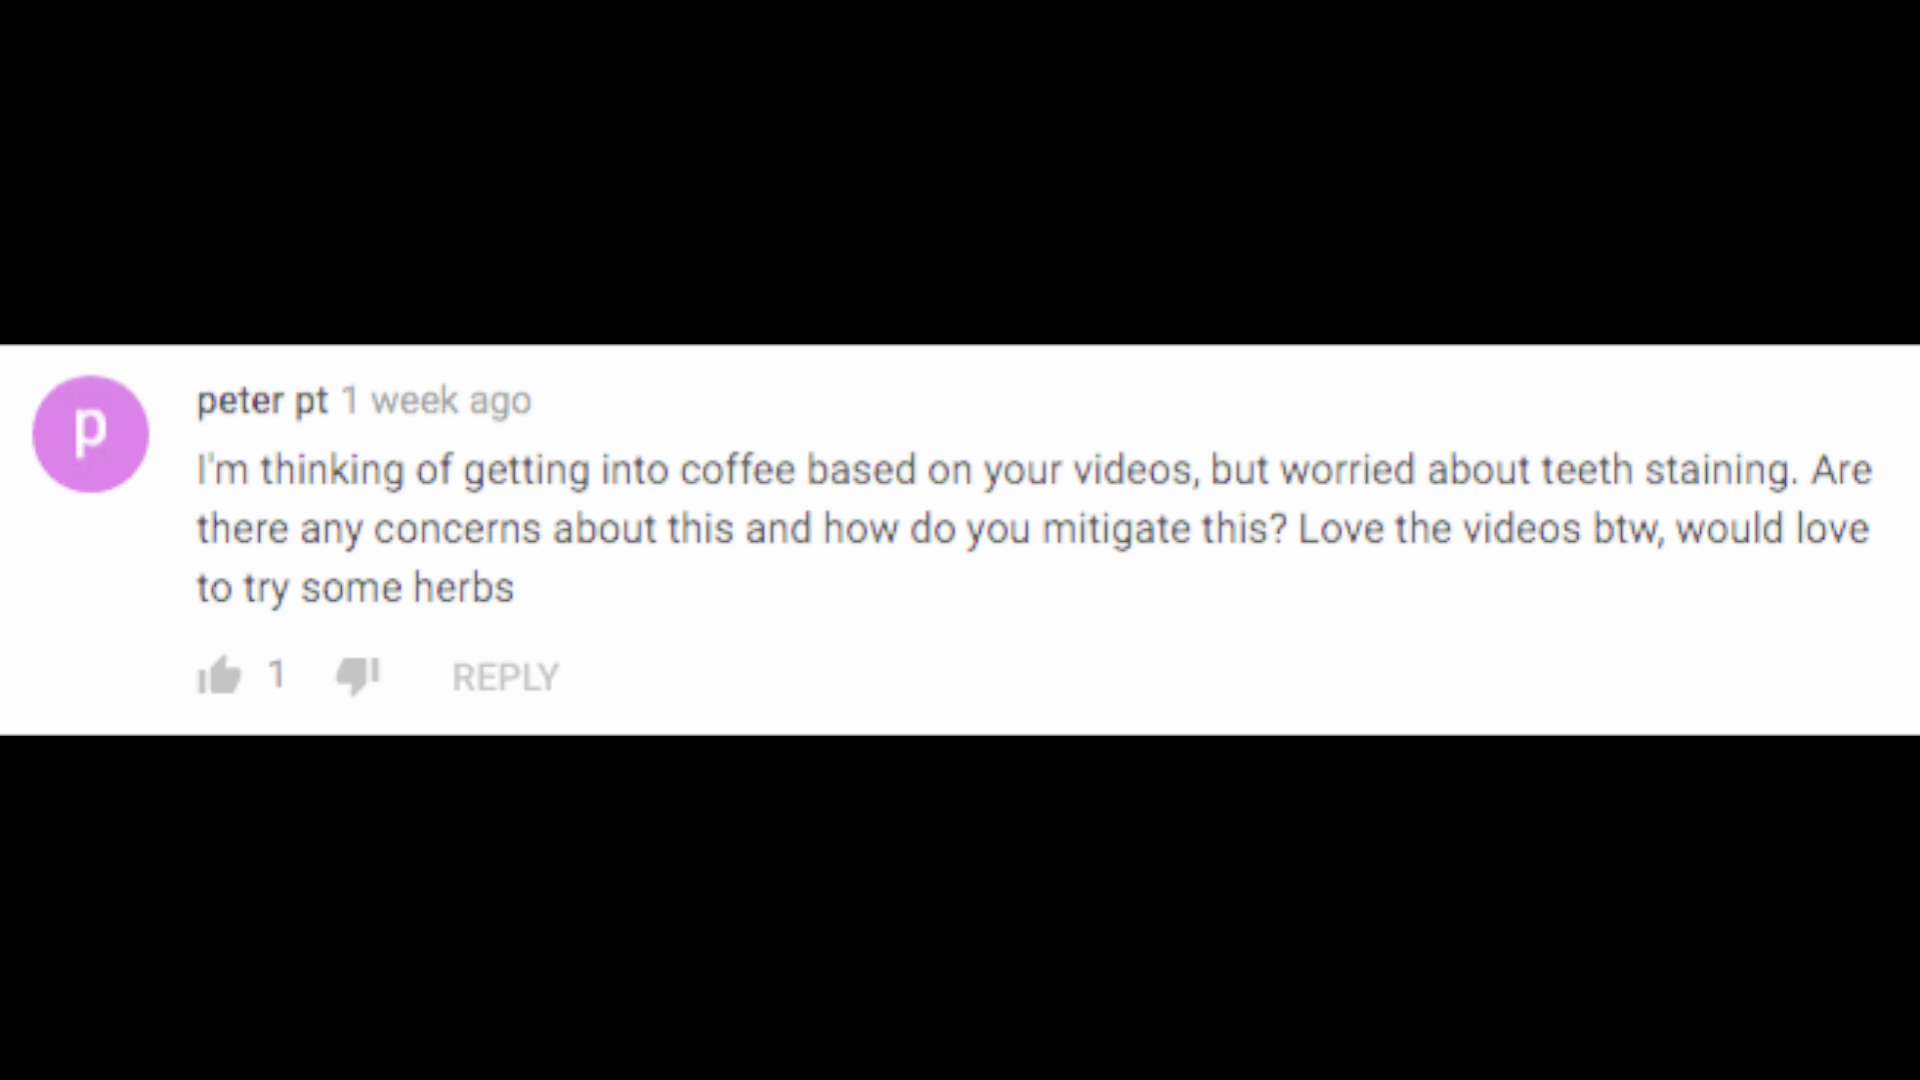 p
peter pt 1 week ago
I'm thinking of getting into coffee based on your videos, but worried about teeth staining. Are
there any concerns about this and how do you mitigate this? Love the videos btw, would love
to try some herbs
1 REPLY